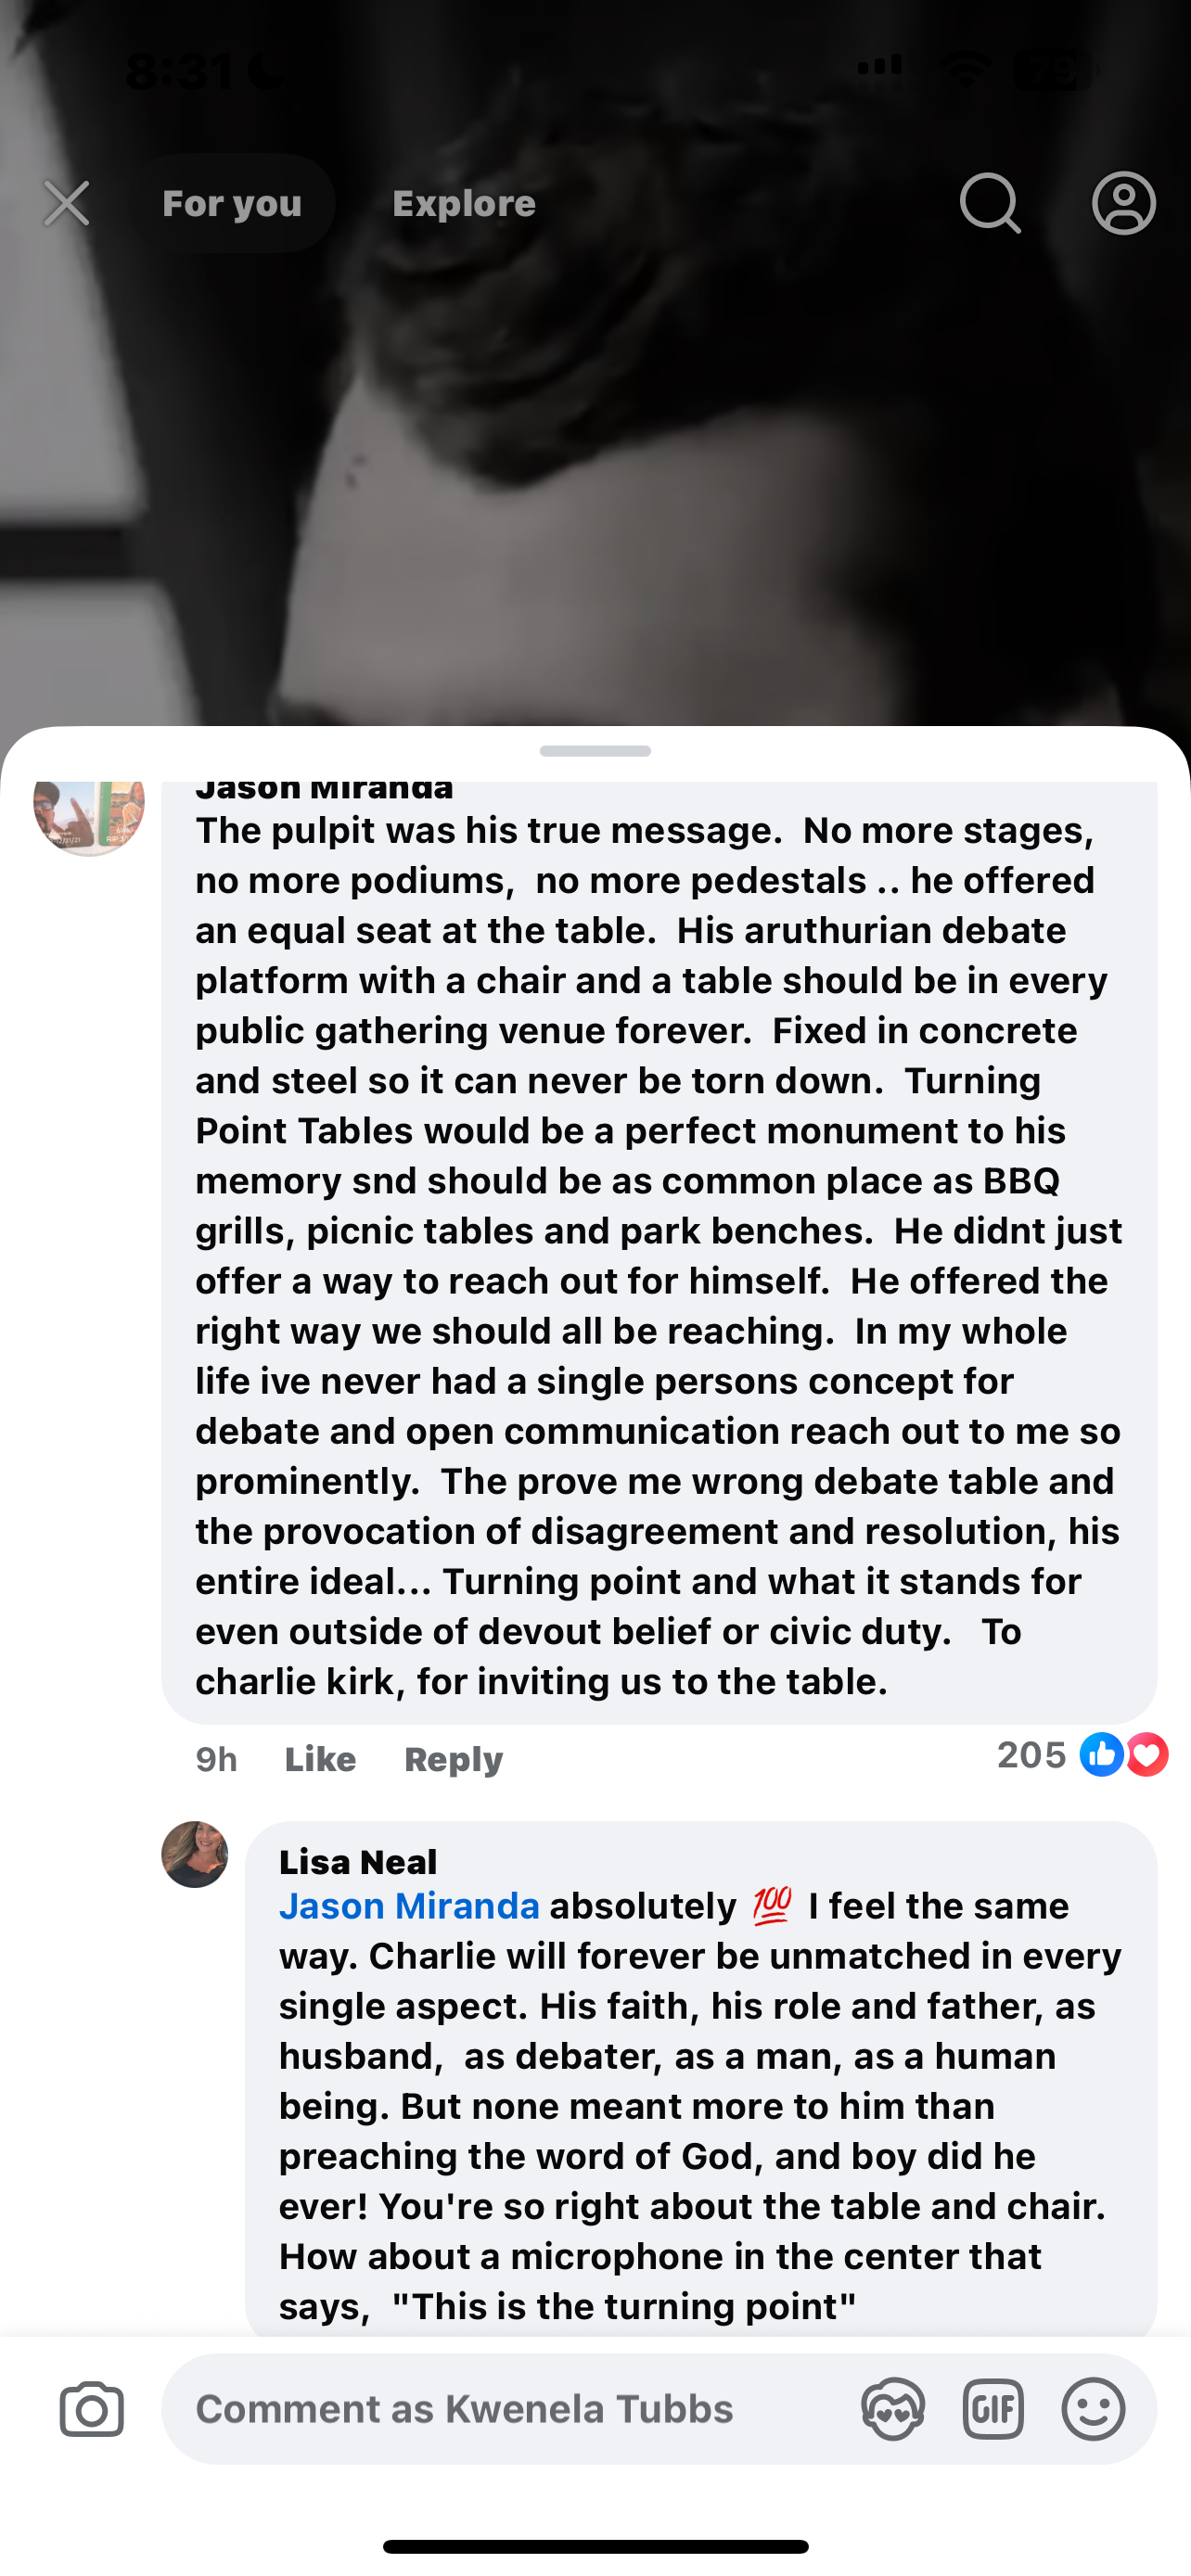 8:31
79
For you
Explore
Jason Miranda
The pulpit was his true message.  No more stages,
no more podiums,  no more pedestals .. he offered
an equal seat at the table.  His aruthurian debate
platform with a chair and a table should be in every
public gathering venue forever.  Fixed in concrete
and steel so it can never be torn down.  Turning
Point Tables would be a perfect monument to his
memory snd should be as common place as BBQ
grills, picnic tables and park benches.  He didnt just
offer a way to reach out for himself.  He offered the
right way we should all be reaching.  In my whole
life ive never had a single persons concept for
debate and open communication reach out to me so
prominently.  The prove me wrong debate table and
the provocation of disagreement and resolution, his
entire ideal... Turning point and what it stands for
even outside of devout belief or civic duty.   To
charlie kirk, for inviting us to the table.
9h Like Reply 205
Lisa Neal
Jason Miranda absolutely 💯 I feel the same
way. Charlie will forever be unmatched in every
single aspect. His faith, his role and father, as
husband,  as debater, as a man, as a human
being. But none meant more to him than
preaching the word of God, and boy did he
ever! You're so right about the table and chair.
How about a microphone in the center that
says,  "This is the turning point"
Comment as Kwenela Tubbs
GIF